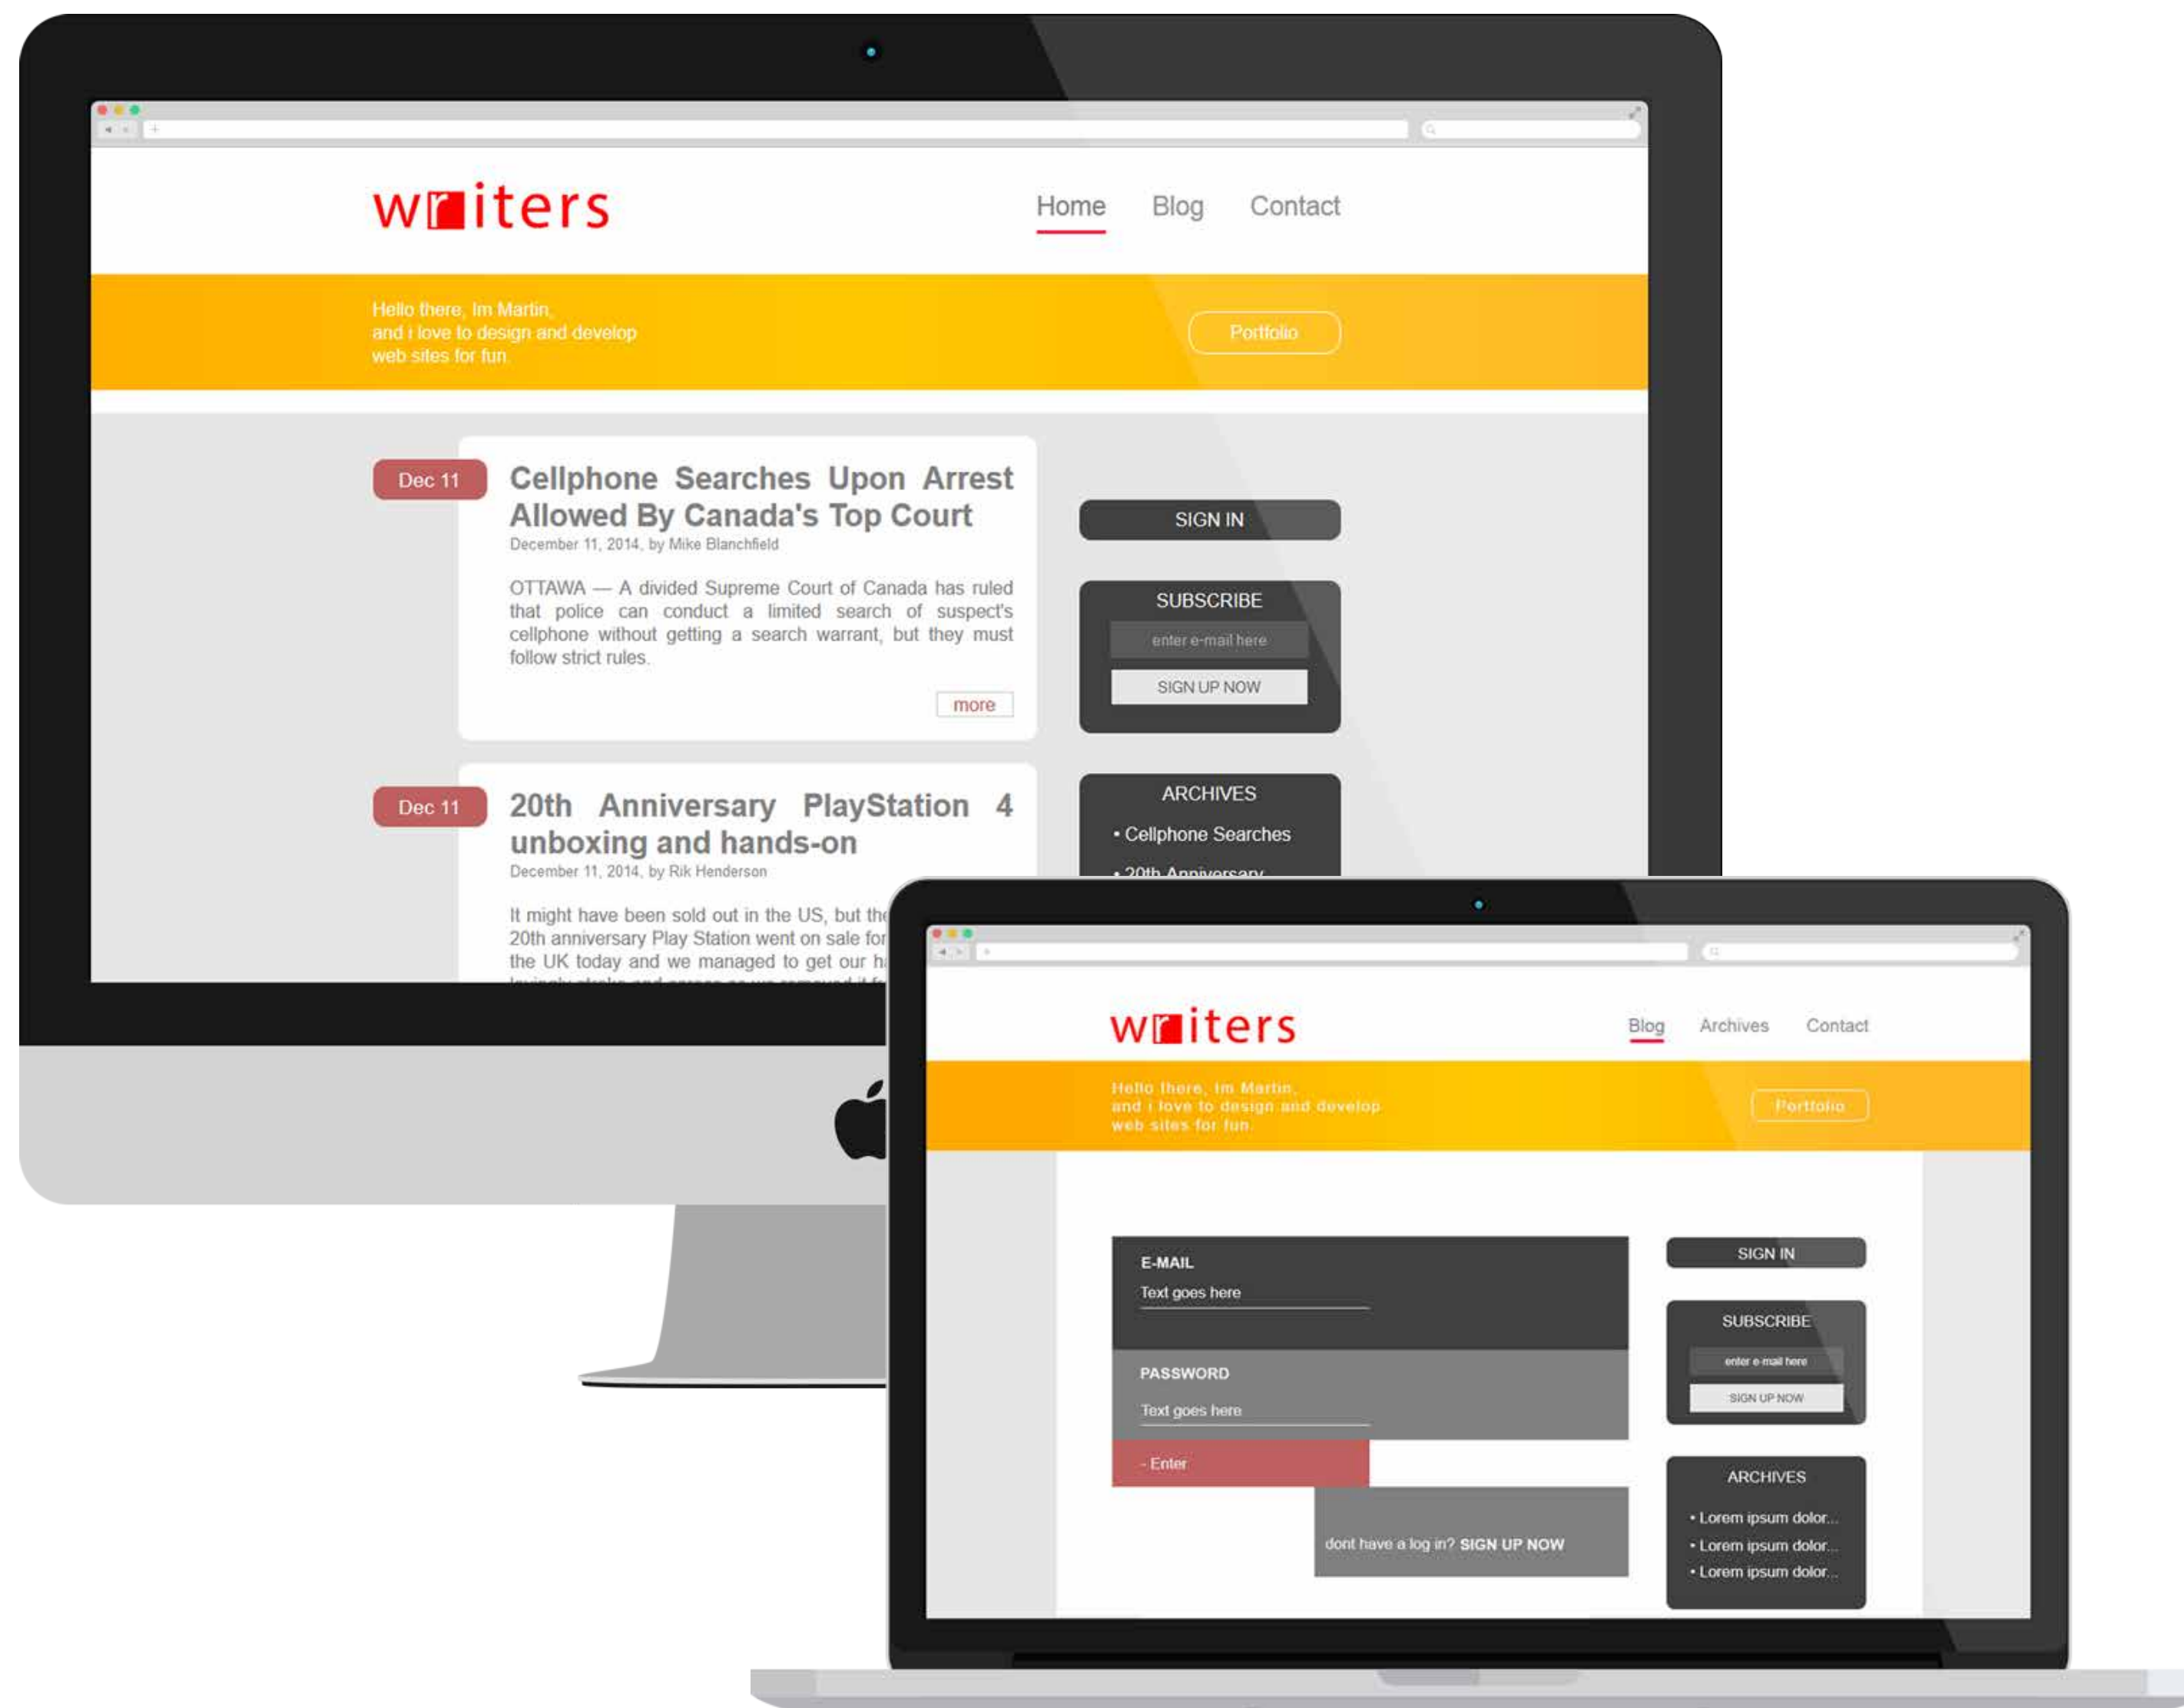 writers
Home Blog Contact
Hello there, Im Martin,
and i love to design and develop
web sites for fun.
Portfolio
Dec 11
Cellphone Searches Upon Arrest
Allowed By Canada's Top Court
December 11, 2014, by Mike Blanchfield
OTTAWA — A divided Supreme Court of Canada has ruled
that police can conduct a limited search of suspect's
cellphone without getting a search warrant, but they must
follow strict rules.
more
SIGN IN
SUBSCRIBE
enter e-mail here
SIGN UP NOW
Dec 11
20th Anniversary PlayStation 4
unboxing and hands-on
December 11, 2014, by Rik Henderson
It might have been sold out in the US, but the
20th anniversary Play Station went on sale for
the UK today and we managed to get our
ARCHIVES
• Cellphone Searches
• 20th Anniversary
writers
Blog Archives Contact
Hello there, Im Martin,
and i love to design and develop
web sites for fun.
Portfolio
E-MAIL
Text goes here
PASSWORD
Text goes here
- Enter
dont have a log in? SIGN UP NOW
SIGN IN
SUBSCRIBE
enter e-mail here
SIGN UP NOW
ARCHIVES
• Lorem ipsum dolor...
• Lorem ipsum dolor...
• Lorem ipsum dolor...